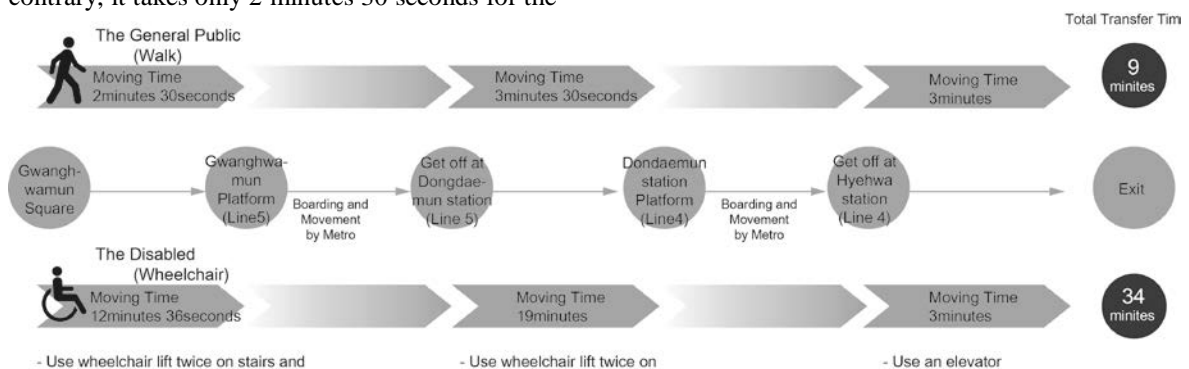 contrary, it takes only 2 minutes 30 seconds for the
Total Transfer Tim
The General Public
(Walk)
Moving Time
2minutes 30seconds
Moving Time
3minutes 30seconds
Moving Time
3minutes
9
minites
Gwangh-
wamun
Square
Gwanghwa-
mun
Platform
(Line5)
Boarding and
Movement
by Metro
Get off at
Dongdae-
mun station
(Line 5)
Dondaemun
station
Platform
(Line4)
Boarding and
Movement
by Metro
Get off at
Hyehwa
station
(Line 4)
Exit
The Disabled
(Wheelchair)
Moving Time
12minutes 36seconds
Moving Time
19minutes
Moving Time
3minutes
34
minites
- Use wheelchair lift twice on stairs and
- Use wheelchair lift twice on
- Use an elevator